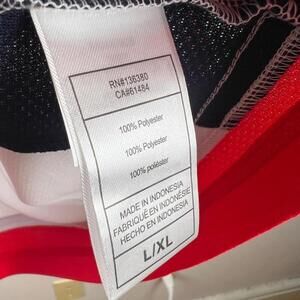 RN#136380
CA#61484
100% Polyester
100% Polyester
100% poliéster
MADE IN INDONESIA
FABRIQUÉ EN INDONÉSIE
HECHO EN INDONESIA
L/XL